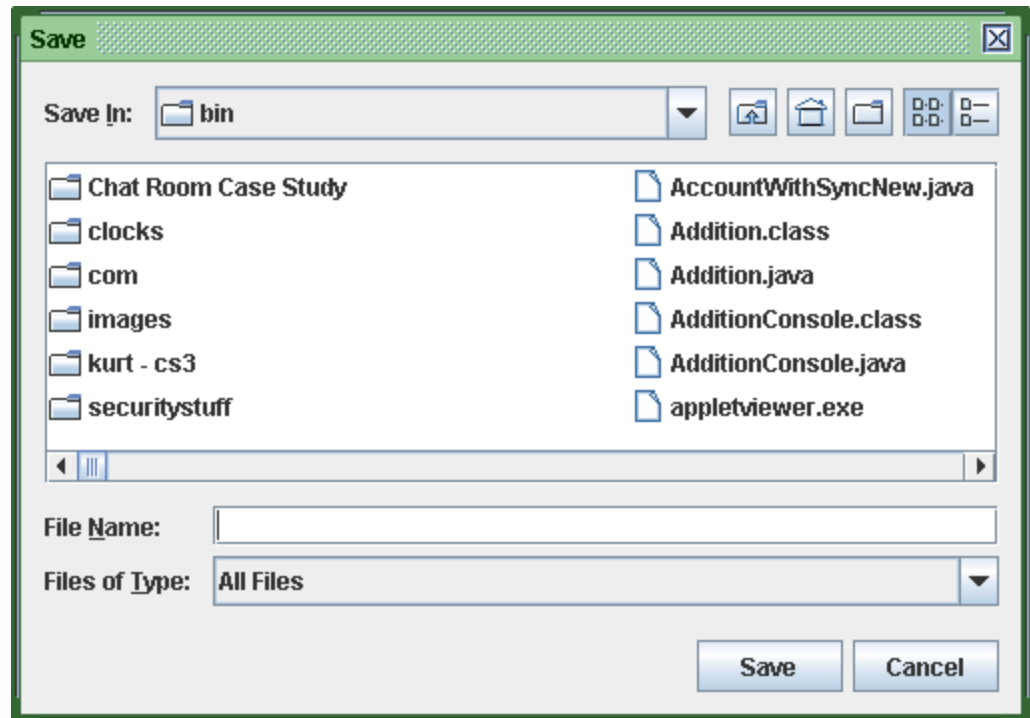 Save
Save In: bin
Chat Room Case Study
clocks
com
images
kurt - cs3
securitystuff
AccountWithSyncNew.java
Addition.class
Addition.java
AdditionConsole.class
AdditionConsole.java
appletviewer.exe
File Name:
Files of Type: All Files
Save Cancel